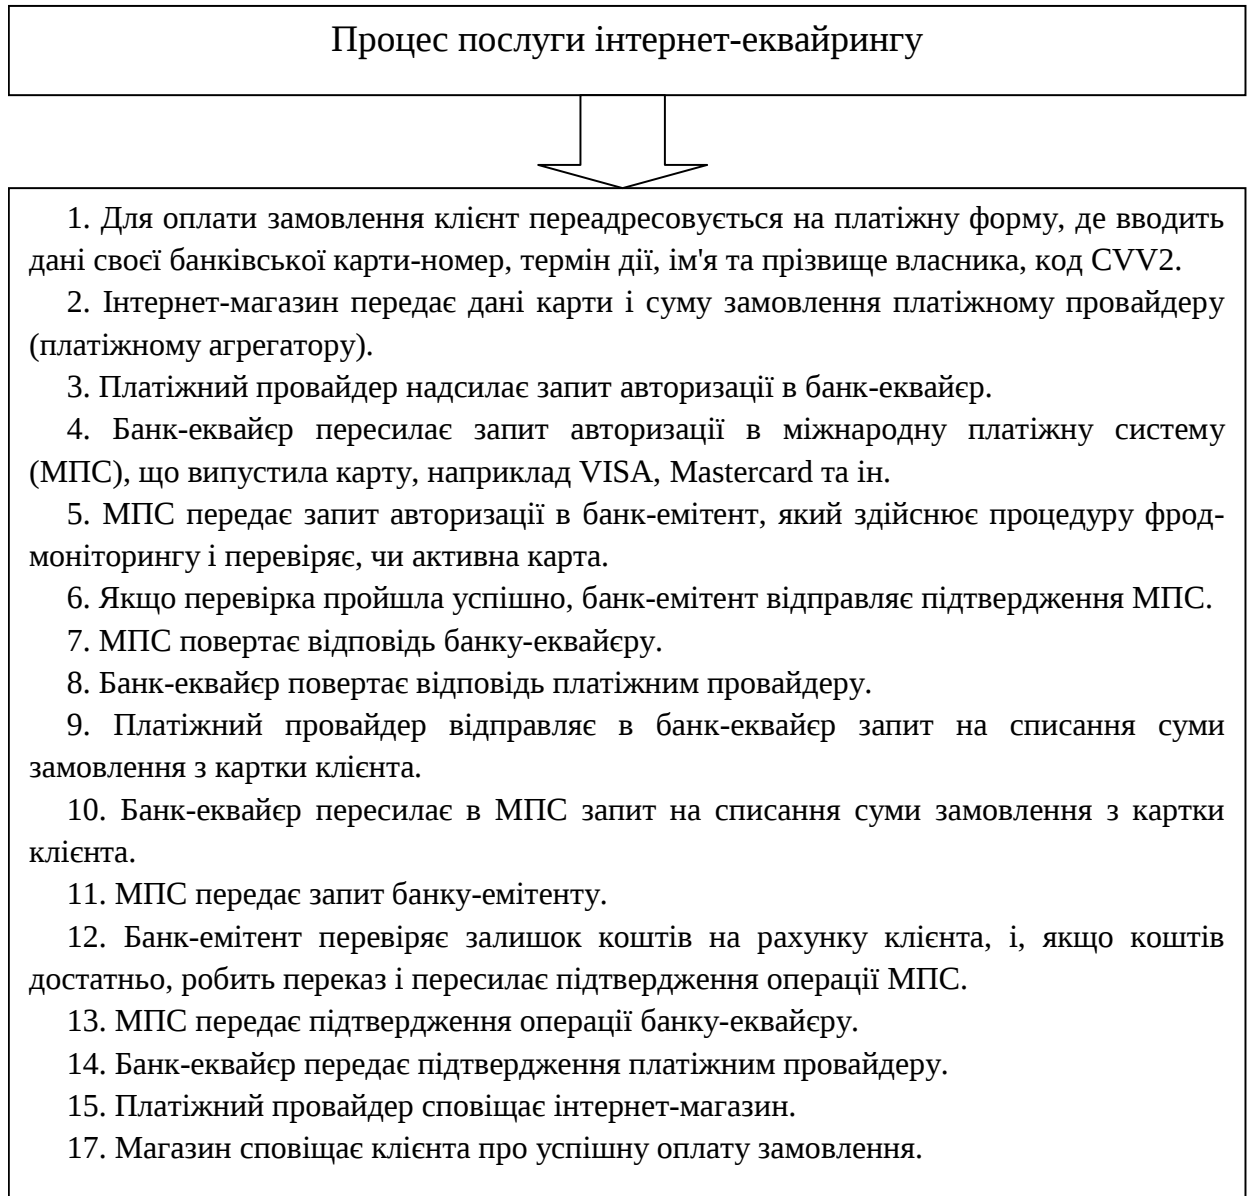 Процес послуги інтернет-еквайрингу
1. Для оплати замовлення клієнт переадресовується на платіжну форму, де вводить
дані своєї банківської карти-номер, термін дії, ім'я та прізвище власника, код CVV2.
2. Інтернет-магазин передає дані карти і суму замовлення платіжному провайдеру
(платіжному агрегатору).
3. Платіжний провайдер надсилає запит авторизації в банк-еквайєр.
4. Банк-еквайєр пересилає запит авторизації в міжнародну платіжну систему
(МПС), що випустила карту, наприклад VISA, Mastercard та ін.
5. МПС передає запит авторизації в банк-емітент, який здійснює процедуру фрод-
моніторингу і перевіряє, чи активна карта.
6. Якщо перевірка пройшла успішно, банк-емітент відправляє підтвердження МПС.
7. МПС повертає відповідь банку-еквайєру.
8. Банк-еквайєр повертає відповідь платіжним провайдеру.
9. Платіжний провайдер відправляє в банк-еквайєр запит на списання суми
замовлення з картки клієнта.
10. Банк-еквайєр пересилає в МПС запит на списання суми замовлення з картки
клієнта.
11. МПС передає запит банку-емітенту.
12. Банк-емітент перевіряє залишок коштів на рахунку клієнта, і, якщо коштів
достатньо, робить переказ і пересилає підтвердження операції МПС.
13. МПС передає підтвердження операції банку-еквайєру.
14. Банк-еквайєр передає підтвердження платіжним провайдеру.
15. Платіжний провайдер сповіщає інтернет-магазин.
17. Магазин сповіщає клієнта про успішну оплату замовлення.